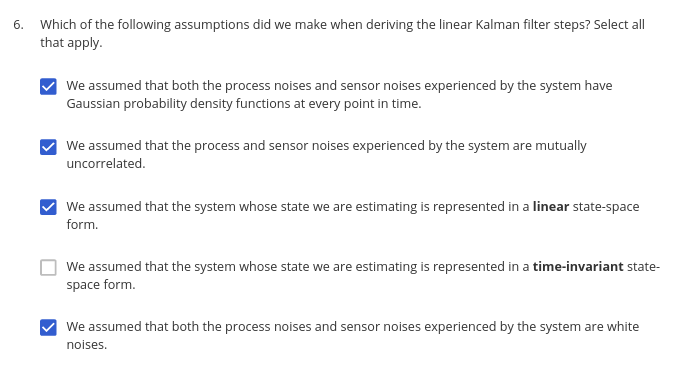 6. Which of the following assumptions did we make when deriving the linear Kalman filter steps? Select all
that apply.
We assumed that both the process noises and sensor noises experienced by the system have
Gaussian probability density functions at every point in time.
We assumed that the process and sensor noises experienced by the system are mutually
uncorrelated.
We assumed that the system whose state we are estimating is represented in a linear state-space
form.
We assumed that the system whose state we are estimating is represented in a time-invariant state-
space form.
We assumed that both the process noises and sensor noises experienced by the system are white
noises.